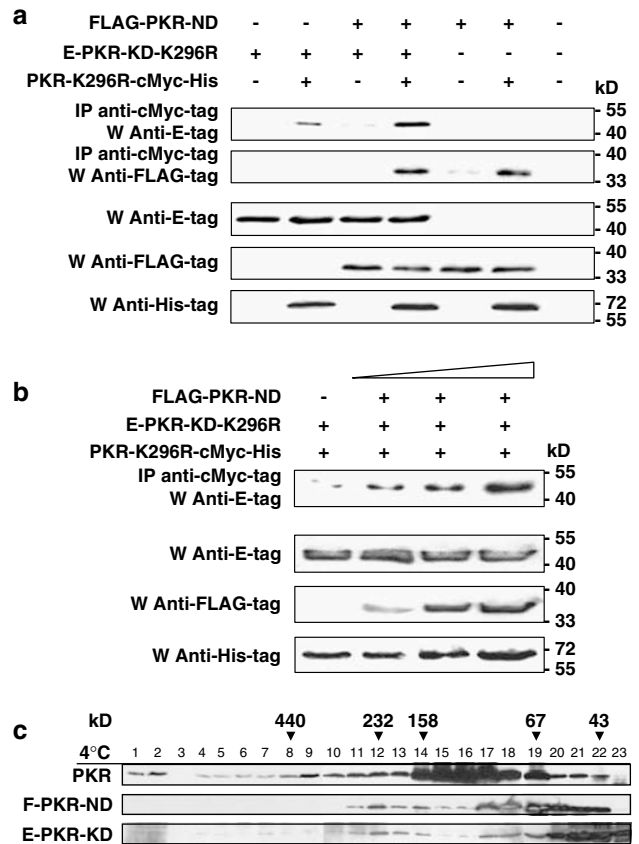 a
FLAG-PKR-ND - - + + + + -
E-PKR-KD-K296R + + + + - - -
PKR-K296R-cMyc-His - + - + - + -
kD
IP anti-cMyc-tag
W Anti-E-tag
55
40
IP anti-cMyc-tag
W Anti-FLAG-tag
40
33
W Anti-E-tag
55
40
W Anti-FLAG-tag
40
33
W Anti-His-tag
72
55
b
FLAG-PKR-ND - + + +
E-PKR-KD-K296R + + + +
PKR-K296R-cMyc-His + + + +
kD
IP anti-cMyc-tag
W Anti-E-tag
55
40
W Anti-E-tag
55
40
W Anti-FLAG-tag
40
33
W Anti-His-tag
72
55
c
kD 440 232 158 67 43
4°C 1 2 3 4 5 6 7 8 9 10 11 12 13 14 15 16 17 18 19 20 21 22 23
PKR
F-PKR-ND
E-PKR-KD